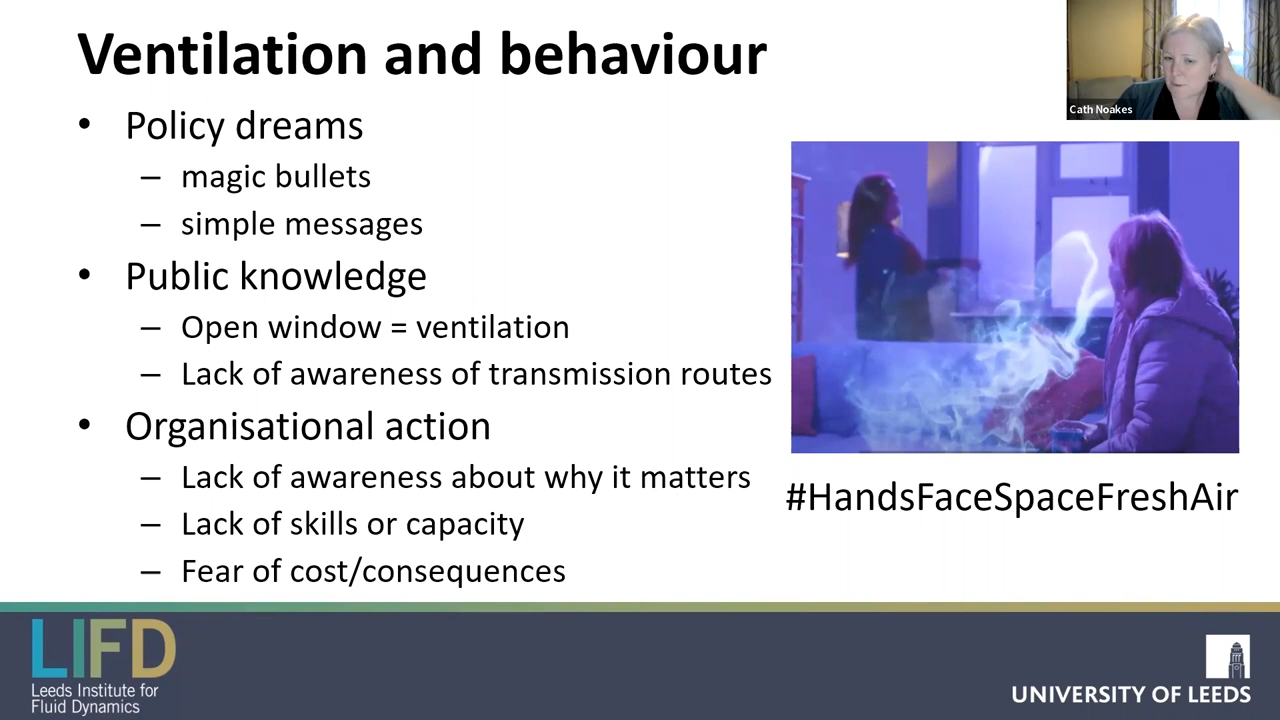 Ventilation and behaviour
Cath Noakes
• Policy dreams
– magic bullets
– simple messages
• Public knowledge
– Open window = ventilation
– Lack of awareness of transmission routes
• Organisational action
– Lack of awareness about why it matters
– Lack of skills or capacity
– Fear of cost/consequences
#HandsFaceSpaceFreshAir
LIFD
Leeds Institute for
Fluid Dynamics
UNIVERSITY OF LEEDS